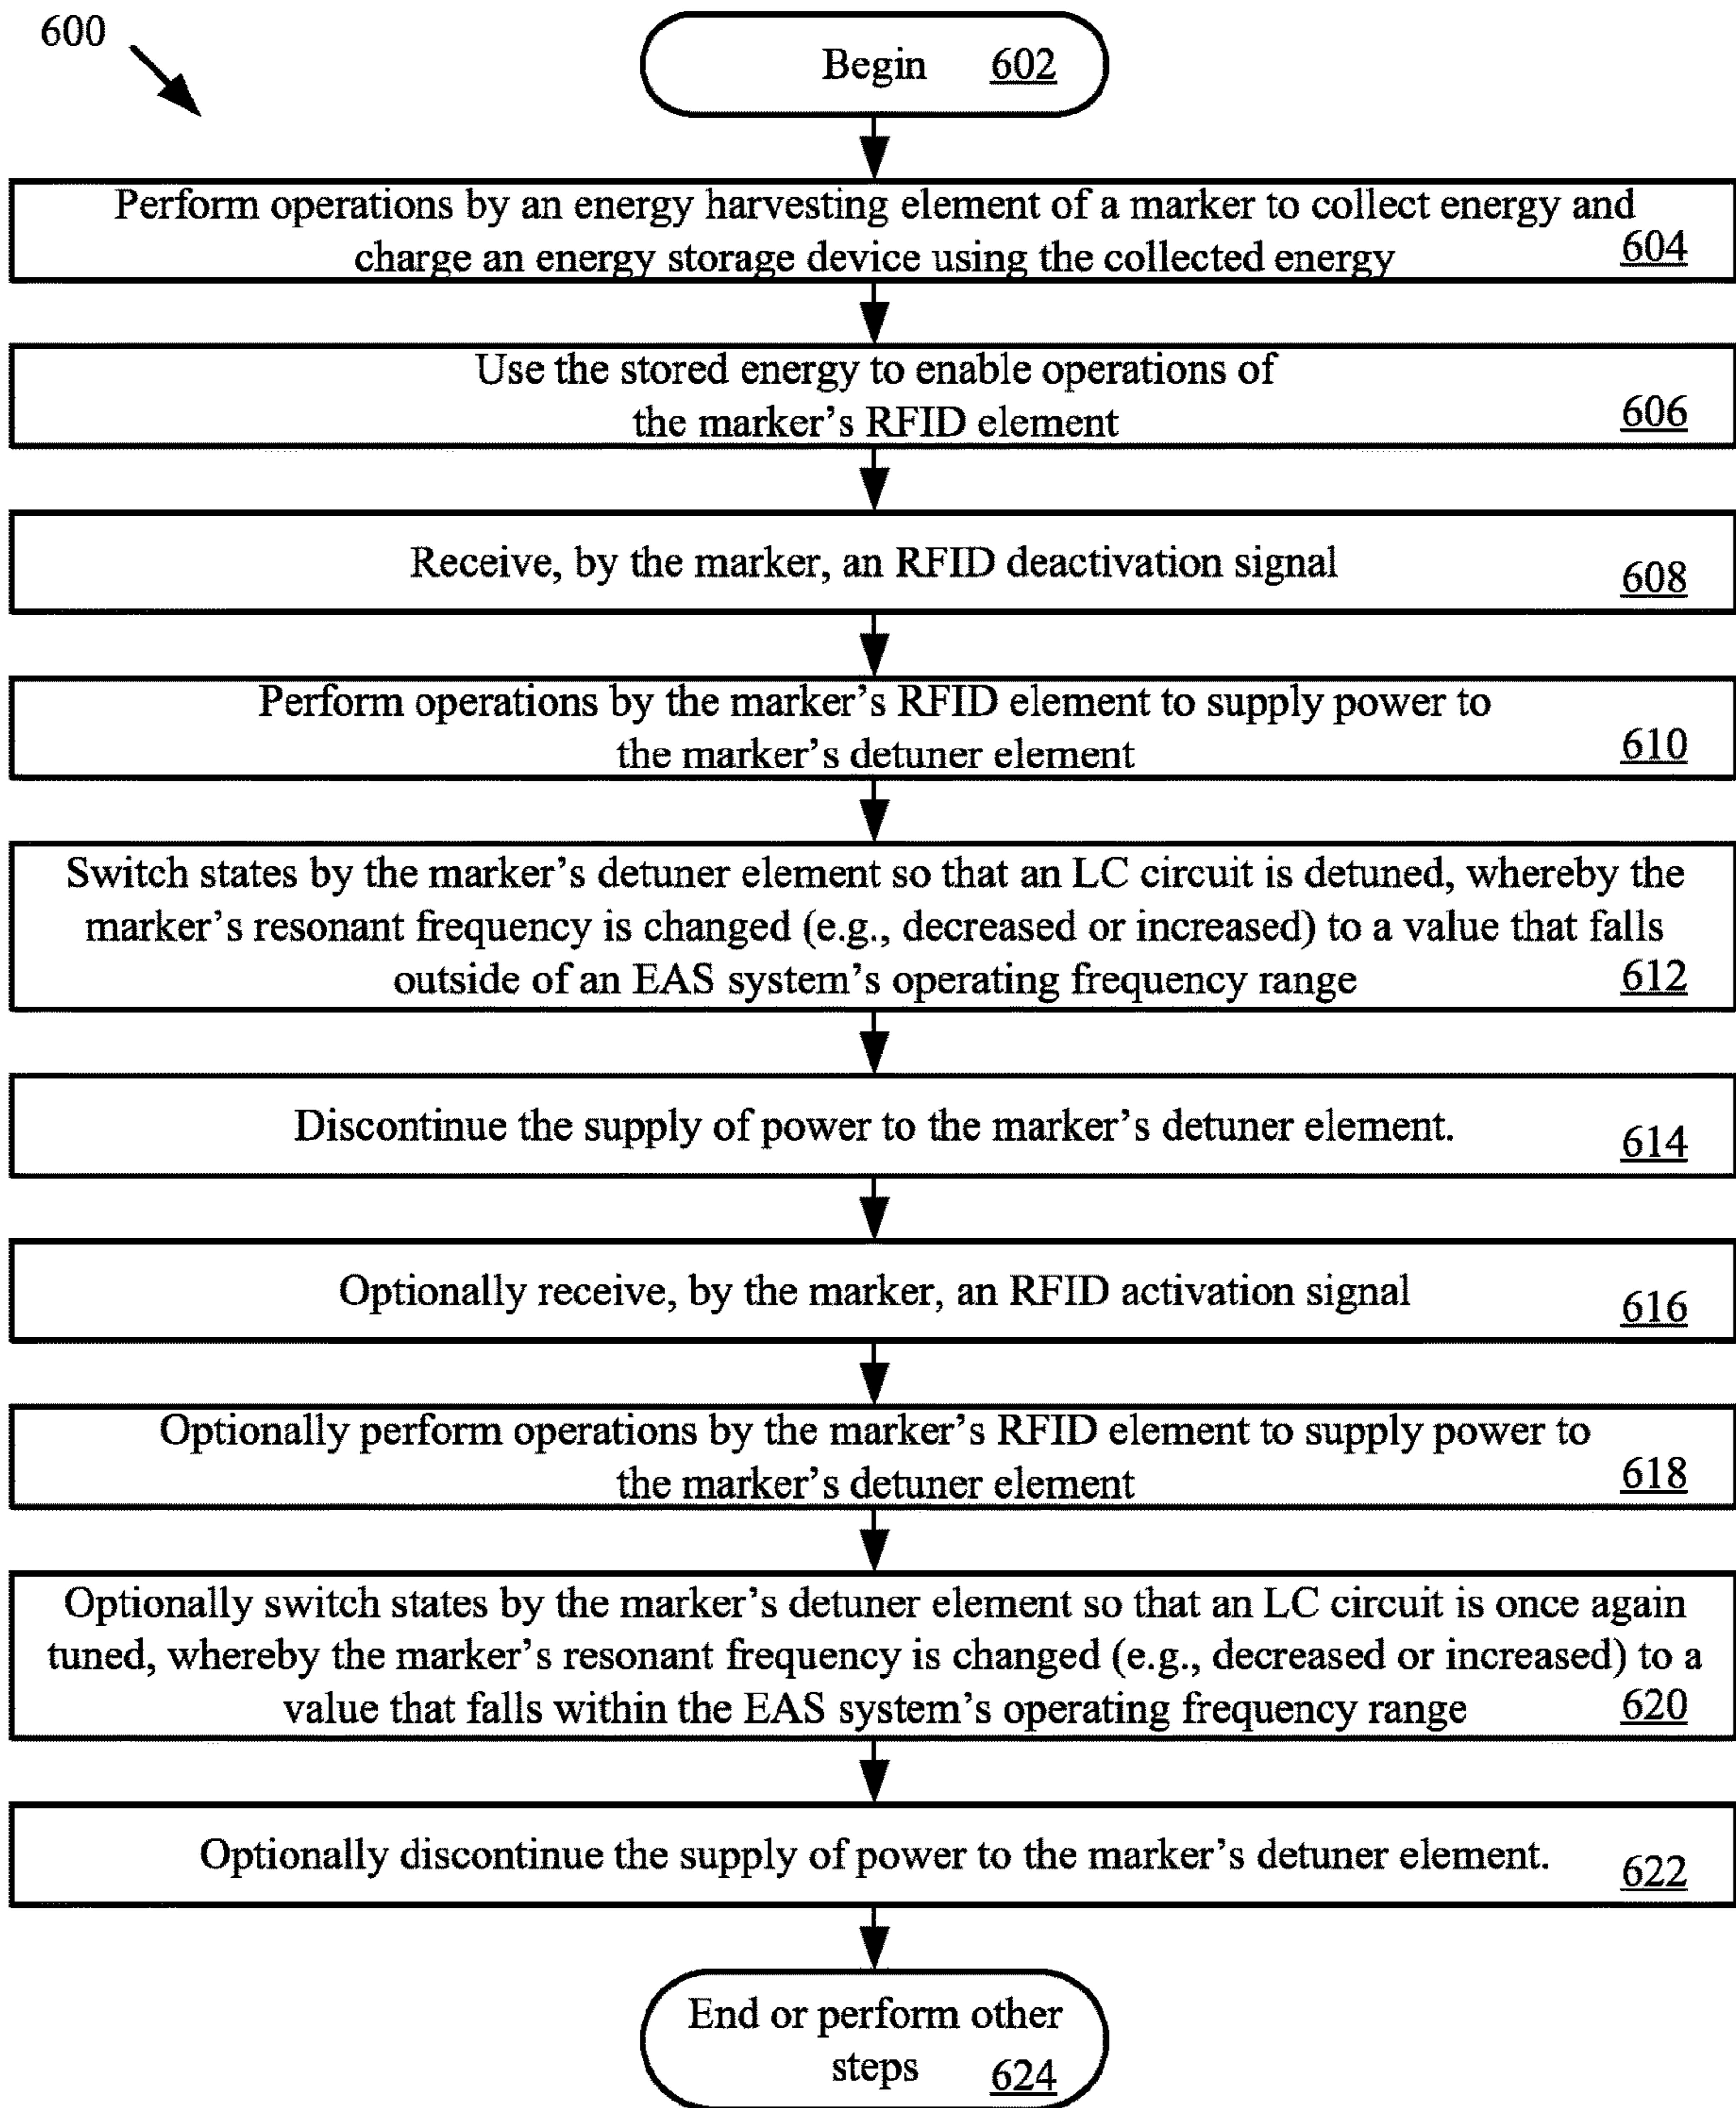 600
Begin 602
Perform operations by an energy harvesting element of a marker to collect energy and
charge an energy storage device using the collected energy 604
Use the stored energy to enable operations of
the marker's RFID element 606
Receive, by the marker, an RFID deactivation signal 608
Perform operations by the marker's RFID element to supply power to
the marker's detuner element 610
Switch states by the marker's detuner element so that an LC circuit is detuned, whereby the
marker's resonant frequency is changed (e.g., decreased or increased) to a value that falls
outside of an EAS system's operating frequency range 612
Discontinue the supply of power to the marker's detuner element. 614
Optionally receive, by the marker, an RFID activation signal 616
Optionally perform operations by the marker's RFID element to supply power to
the marker's detuner element 618
Optionally switch states by the marker's detuner element so that an LC circuit is once again
tuned, whereby the marker's resonant frequency is changed (e.g., decreased or increased) to a
value that falls within the EAS system's operating frequency range 620
Optionally discontinue the supply of power to the marker's detuner element. 622
End or perform other
steps 624